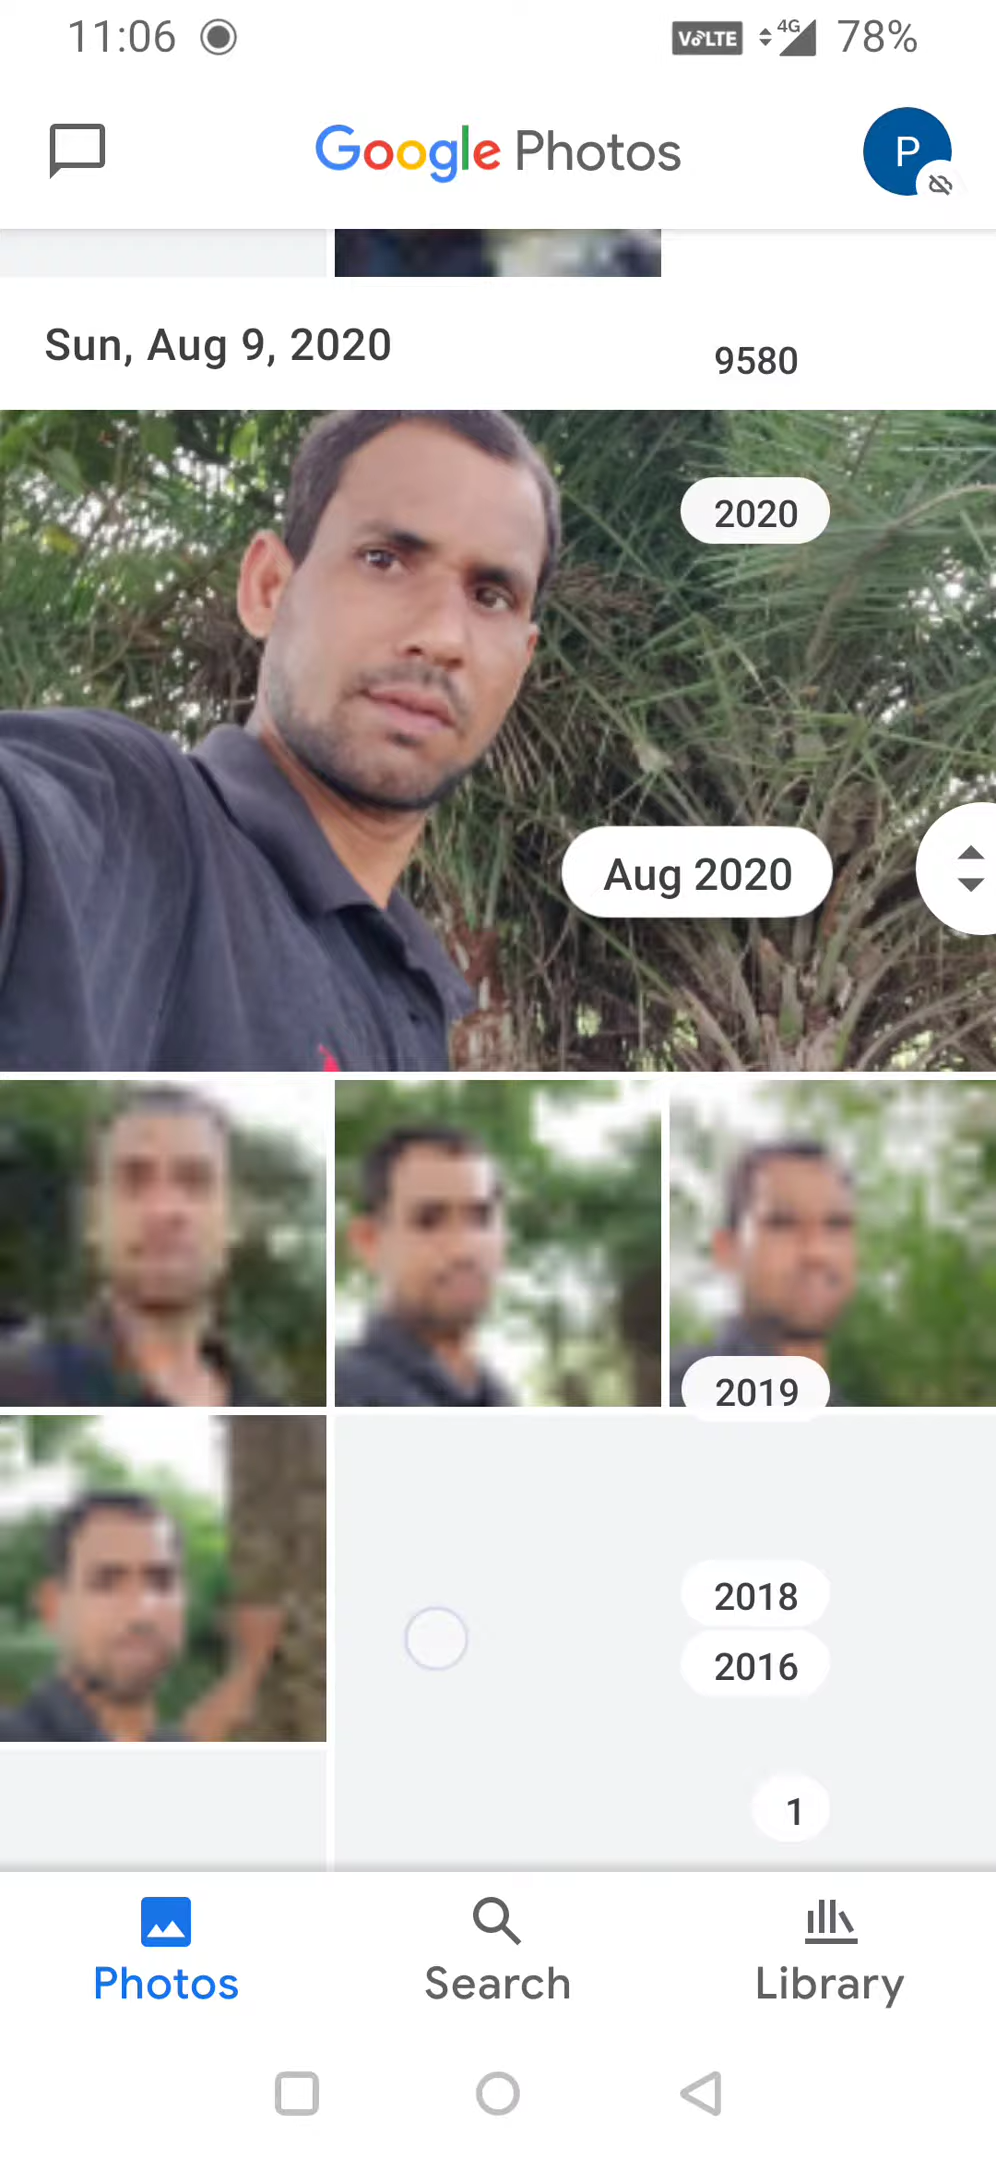 11:06 VoLTE 4G 78%
Google Photos P
Sun, Aug 9, 2020
9580
2020
Aug 2020
2019
2018
2016
1
Photos Search Library